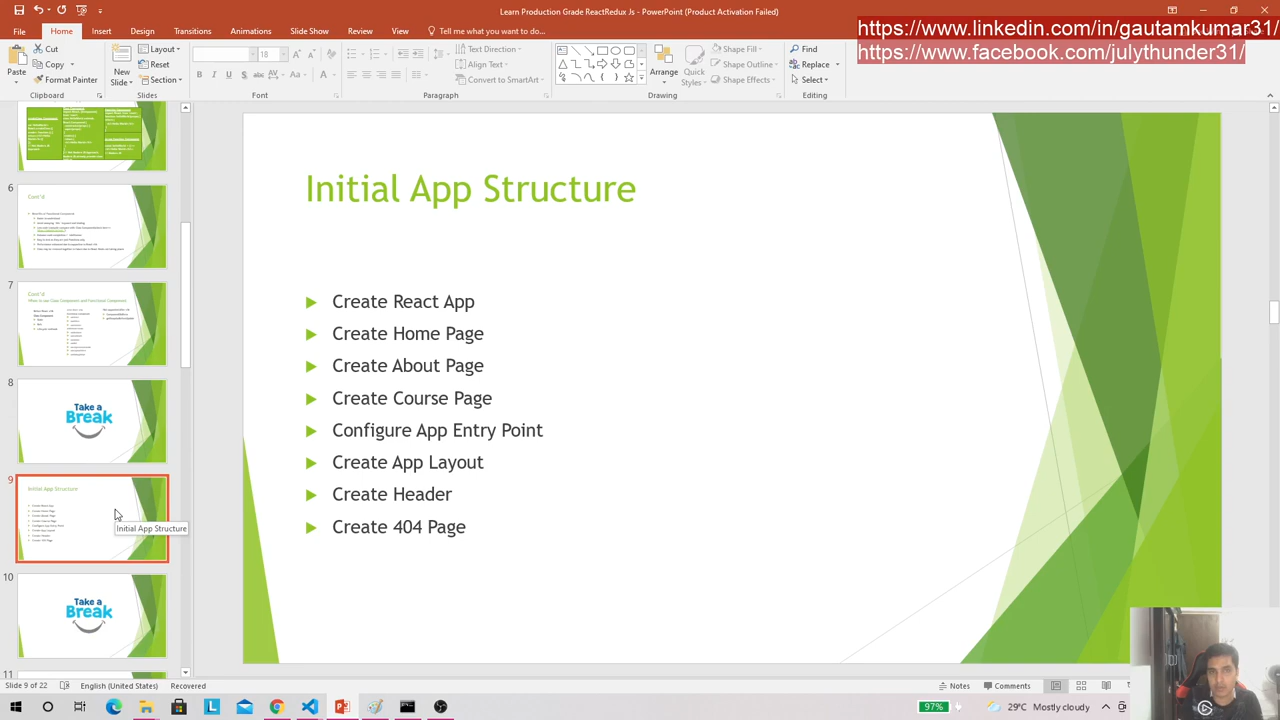 Learn Production Grade ReactRedux Js - PowerPoint (Product Activation Failed)
https://www.linkedin.com/in/gautamkumar31/
https://www.facebook.com/julythunder31/
File Home Insert Design Transitions Animations Slide Show Review View Tell me what you want to do...
Paste
Cut
Copy
Format Painter
Clipboard
New
Slide
Layout
Reset
Section
Slides
18
Font
Text Direction
Align Text
Convert to SmartArt
Paragraph
Arrange
Quick
Styles
Shape Fill
Shape Outline
Shape Effects
Drawing
Find
Replace
Select
Editing
6
Cont'd
7
Cont'd
8
Take a
Break
9
Initial App Structure
Initial App Structure
10
Take a
Break
11
Initial App Structure
Create React App
Create Home Page
Create About Page
Create Course Page
Configure App Entry Point
Create App Layout
Create Header
Create 404 Page
Slide 9 of 22 English (United States) Recovered Notes Comments
97% 29°C Mostly cloudy